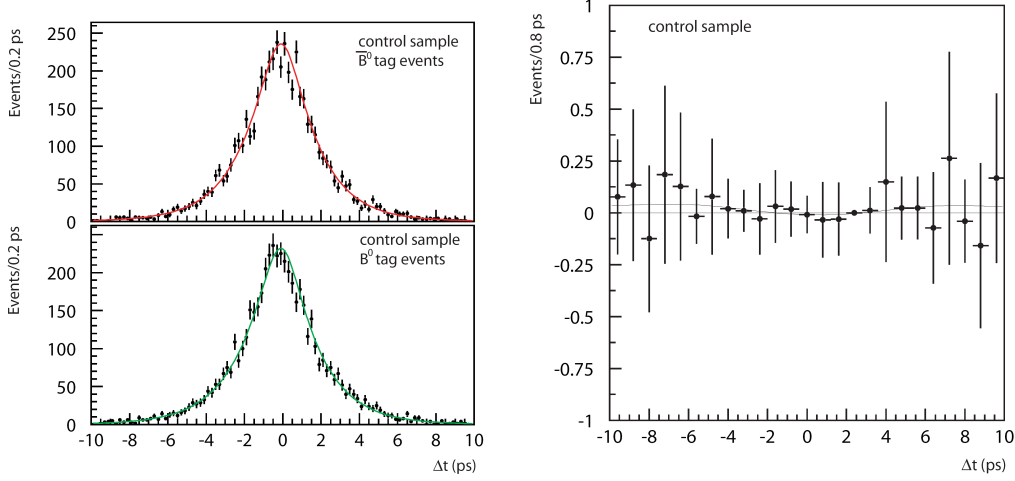 Events/0.2 ps
250
200
150
100
50
0
control sample
B̅⁰ tag events
Events/0.2 ps
200
150
100
50
0
control sample
B⁰ tag events
-10 -8 -6 -4 -2 0 2 4 6 8 10
Δt (ps)
Events/0.8 ps
1
0.75
0.5
0.25
0
-0.25
-0.5
-0.75
-1
control sample
-10 -8 -6 -4 -2 0 2 4 6 8 10
Δt (ps)